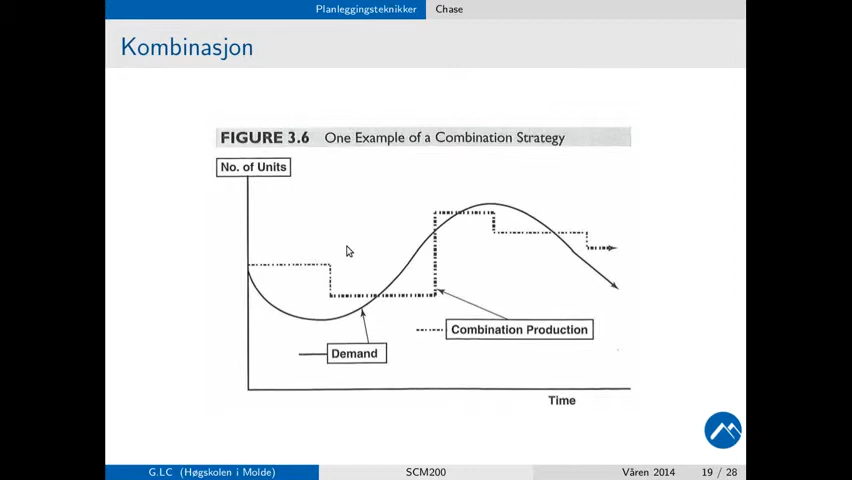 Planleggingsteknikker Chase
Kombinasjon
FIGURE 3.6 One Example of a Combination Strategy
No. of Units
Combination Production
Demand
Time
G.LC (Høgskolen i Molde) SCM200 Våren 2014 19 / 28